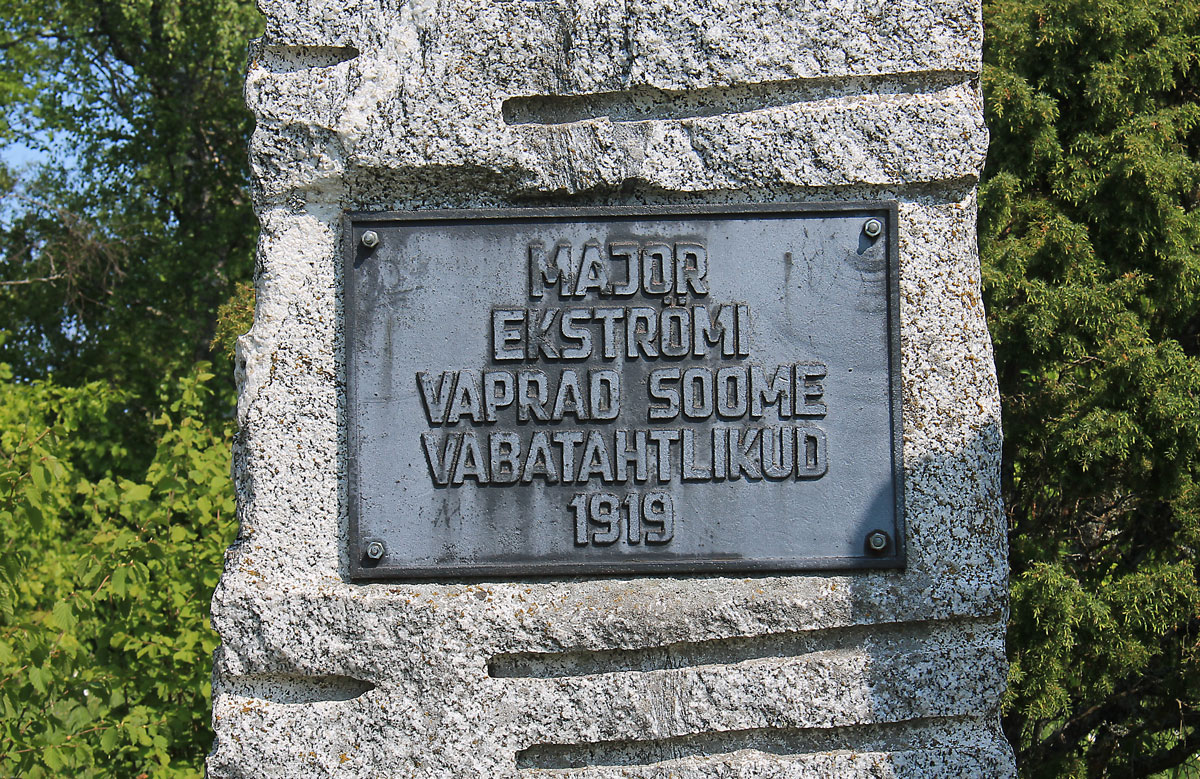 MAJOR
EKSTRÖMI
VAPRAD SOOME
VABATAHTLIKUD
1919